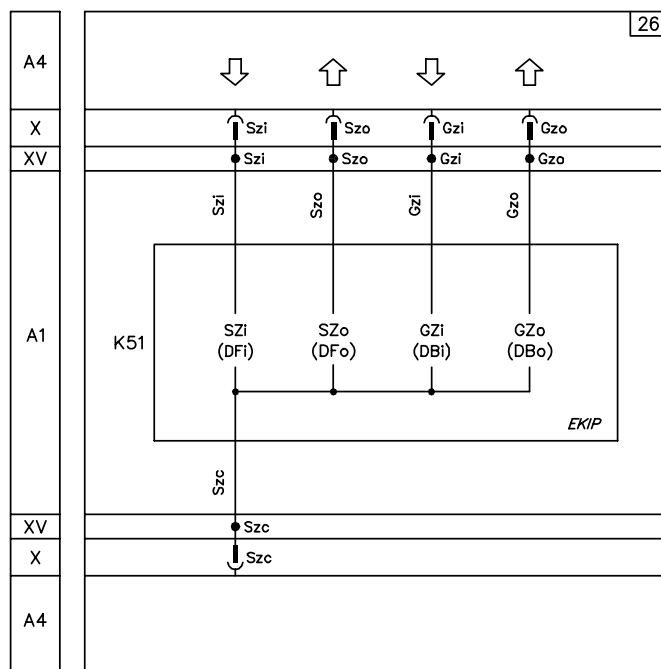 26
A4
X
Szi Szo Gzi Gzo
XV
Szi Szo Gzi Gzo
Szi Szo Gzi Gzo
A1
K51
SZi SZo GZi GZo
(DFi) (DFo) (DBi) (DBo)
EKIP
Szc
XV
Szc
X
Szc
A4